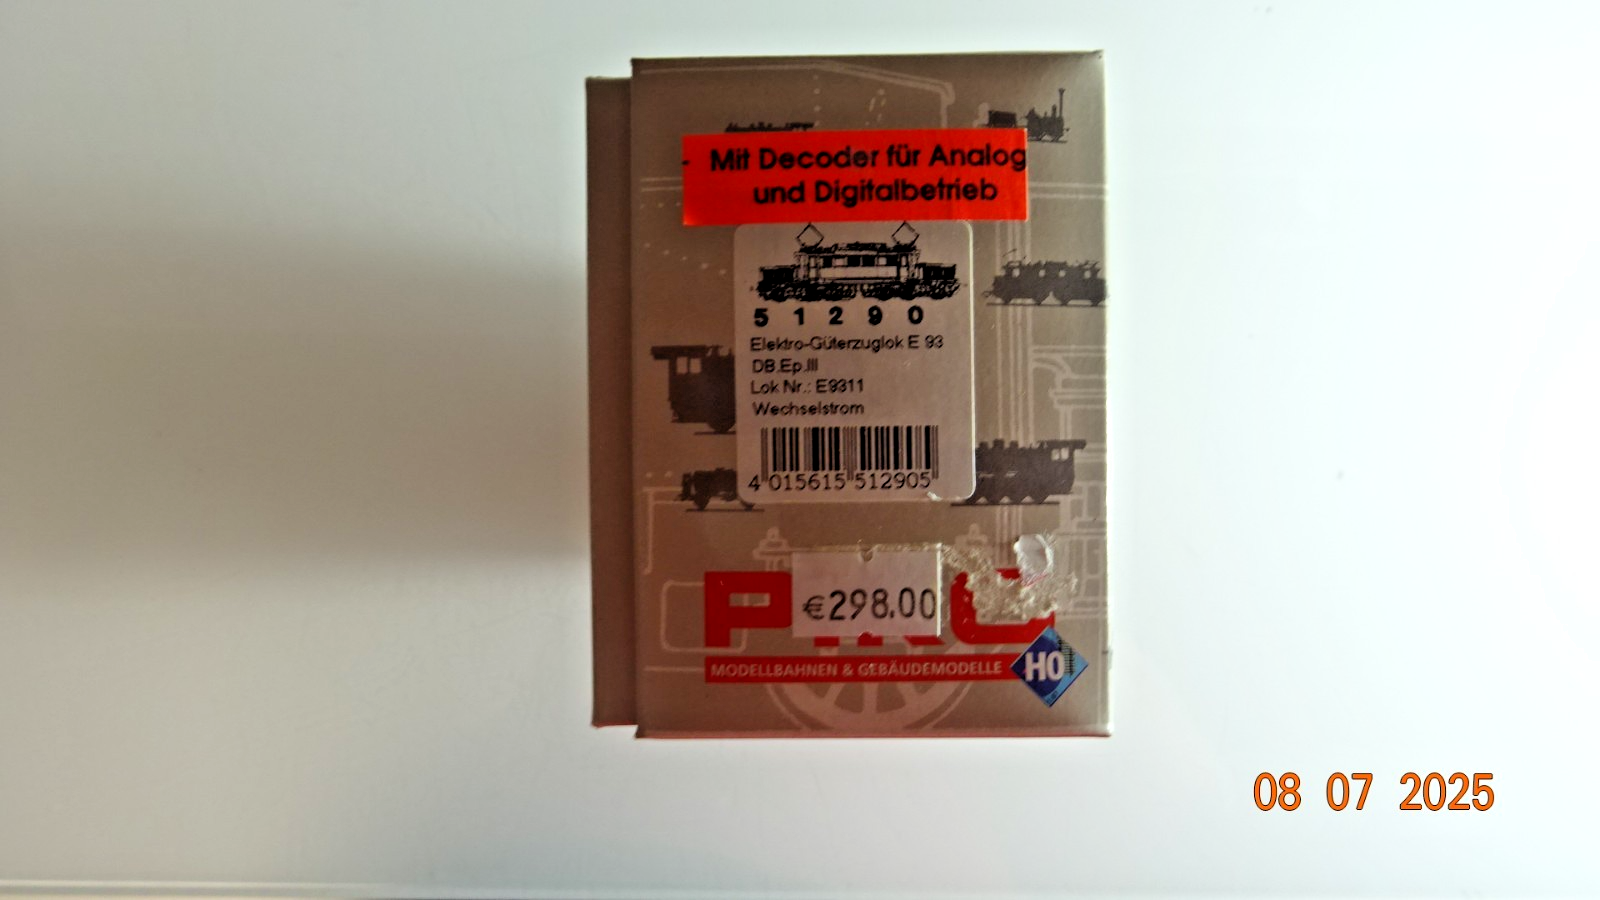 - Mit Decoder für Analog
und Digitalbetrieb
5 1 2 9 0
Elektro-Güterzuglok E 93
DB.Ep.III
Lok Nr.: E9311
Wechselstrom
4 015615 512905
€298.00
MODELLBAHNEN & GEBÄUDEMODELLE
H0
08 07 2025